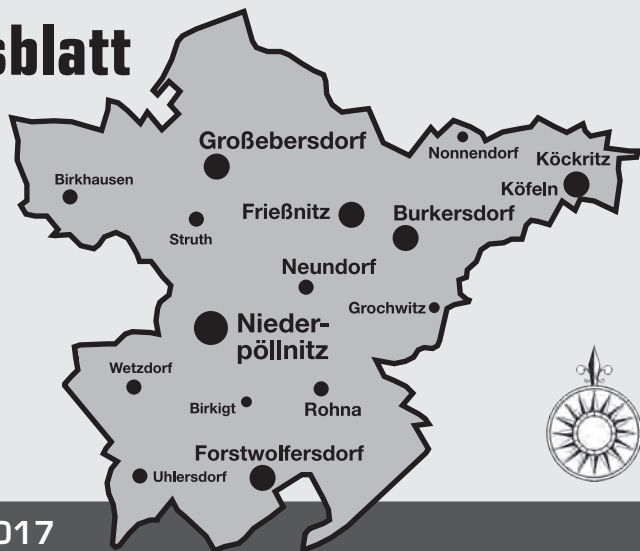 sblatt
Großebersdorf
Nonnendorf
Köckritz
Birkhausen
Köfeln
Frießnitz
Burkersdorf
Struth
Neundorf
Grochwitz
Nieder-
pöllnitz
Wetzdorf
Birkigt
Rohna
Forstwolfersdorf
Uhlersdorf
017